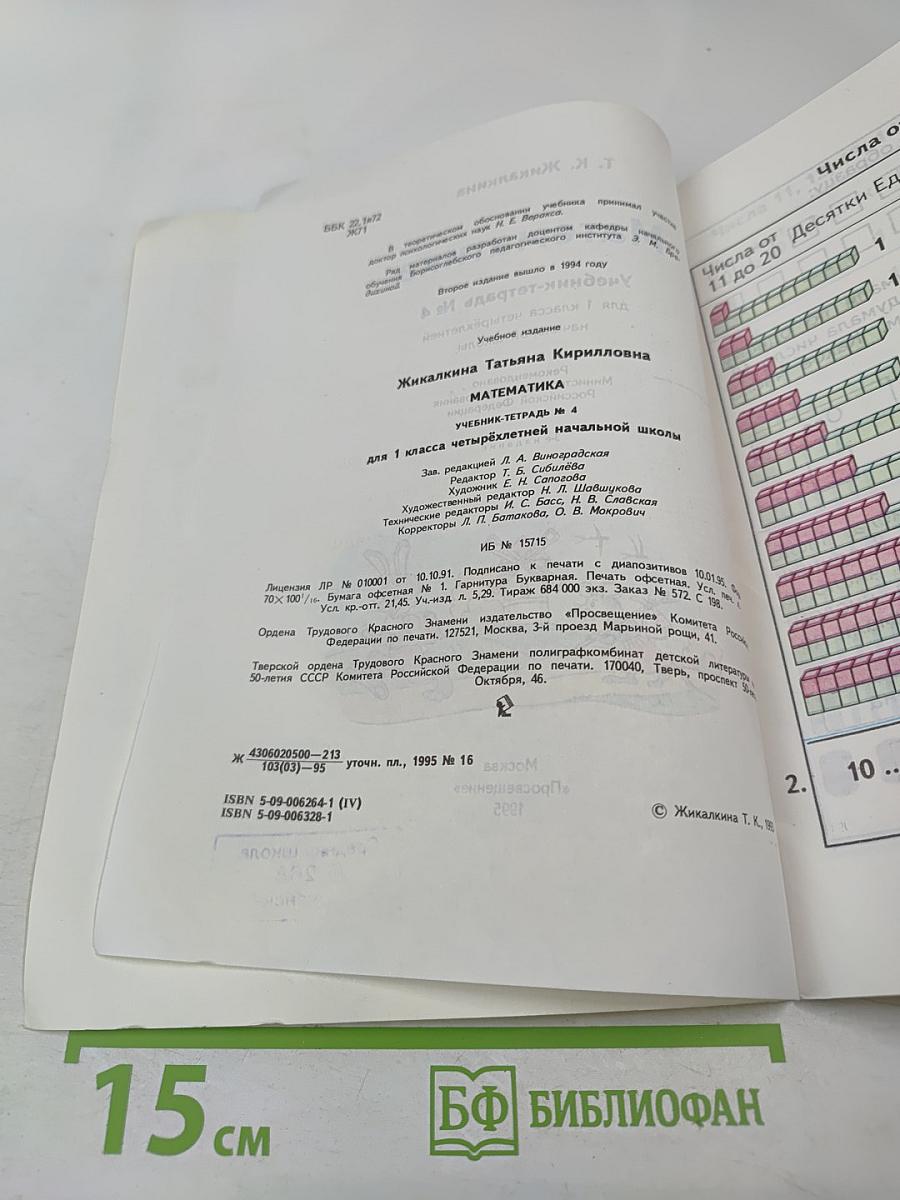 ББК 22.1я72
Ж71
В теоретическом обосновании учебника принимал участие
доктор психологических наук Н. Е. Веракса.
Ряд материалов разработан доцентом кафедры начального
обучения Борисоглебского педагогического института Э. М.
Второе издание вышло в 1994 году
Учебное издание
Жикалкина Татьяна Кирилловна
МАТЕМАТИКА
УЧЕБНИК-ТЕТРАДЬ № 4
для 1 класса четырёхлетней начальной школы
Зав. редакцией Л. А. Виноградская
Редактор Т. Б. Сибилёва
Художник Е. Н. Сапогова
Художественный редактор Н. Л. Шавшукова
Технические редакторы И. С. Басс, Н. В. Славская
Корректоры Л. П. Батакова, О. В. Мокрович
ИБ № 15715
Лицензия ЛР № 010001 от 10.10.91. Подписано к печати с диапозитивов 10.01.95.
70×100 1/16. Бумага офсетная № 1. Гарнитура Букварная. Печать офсетная. Усл. печ. л.
Усл. кр.-отт. 21,45. Уч.-изд. л. 5,29. Тираж 684 000 экз. Заказ № 572. С 198.
Ордена Трудового Красного Знамени издательство «Просвещение» Комитета
Федерации по печати. 127521, Москва, 3-й проезд Марьиной рощи, 41.
Тверской ордена Трудового Красного Знамени полиграфкомбинат детской литературы
50-летия СССР Комитета Российской Федерации по печати. 170040, Тверь, проспект
Октября, 46.
Ж 4306020500—213
103(03)—95 уточн. пл., 1995 № 16
ISBN 5-09-006264-1 (IV)
ISBN 5-09-006328-1
© Жикалкина Т. К.,
Числа от
Числа от
11 до 20
Десятки
1
1
2.
10
15 см
БФ БИБЛИОФАН